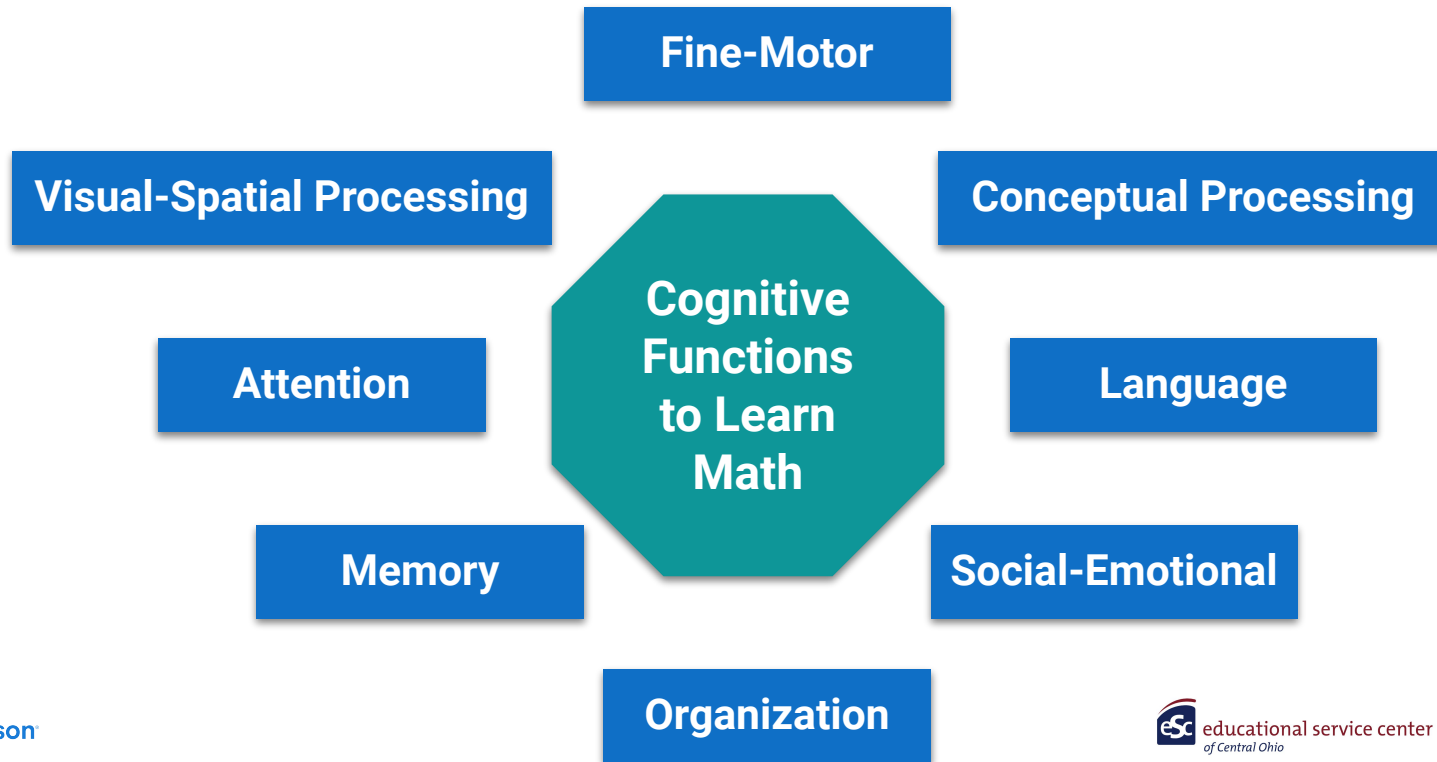 Fine-Motor
Visual-Spatial Processing
Conceptual Processing
Cognitive
Functions
to Learn
Math
Attention
Language
Memory
Social-Emotional
Organization
son
eSc educational service center
of Central Ohio